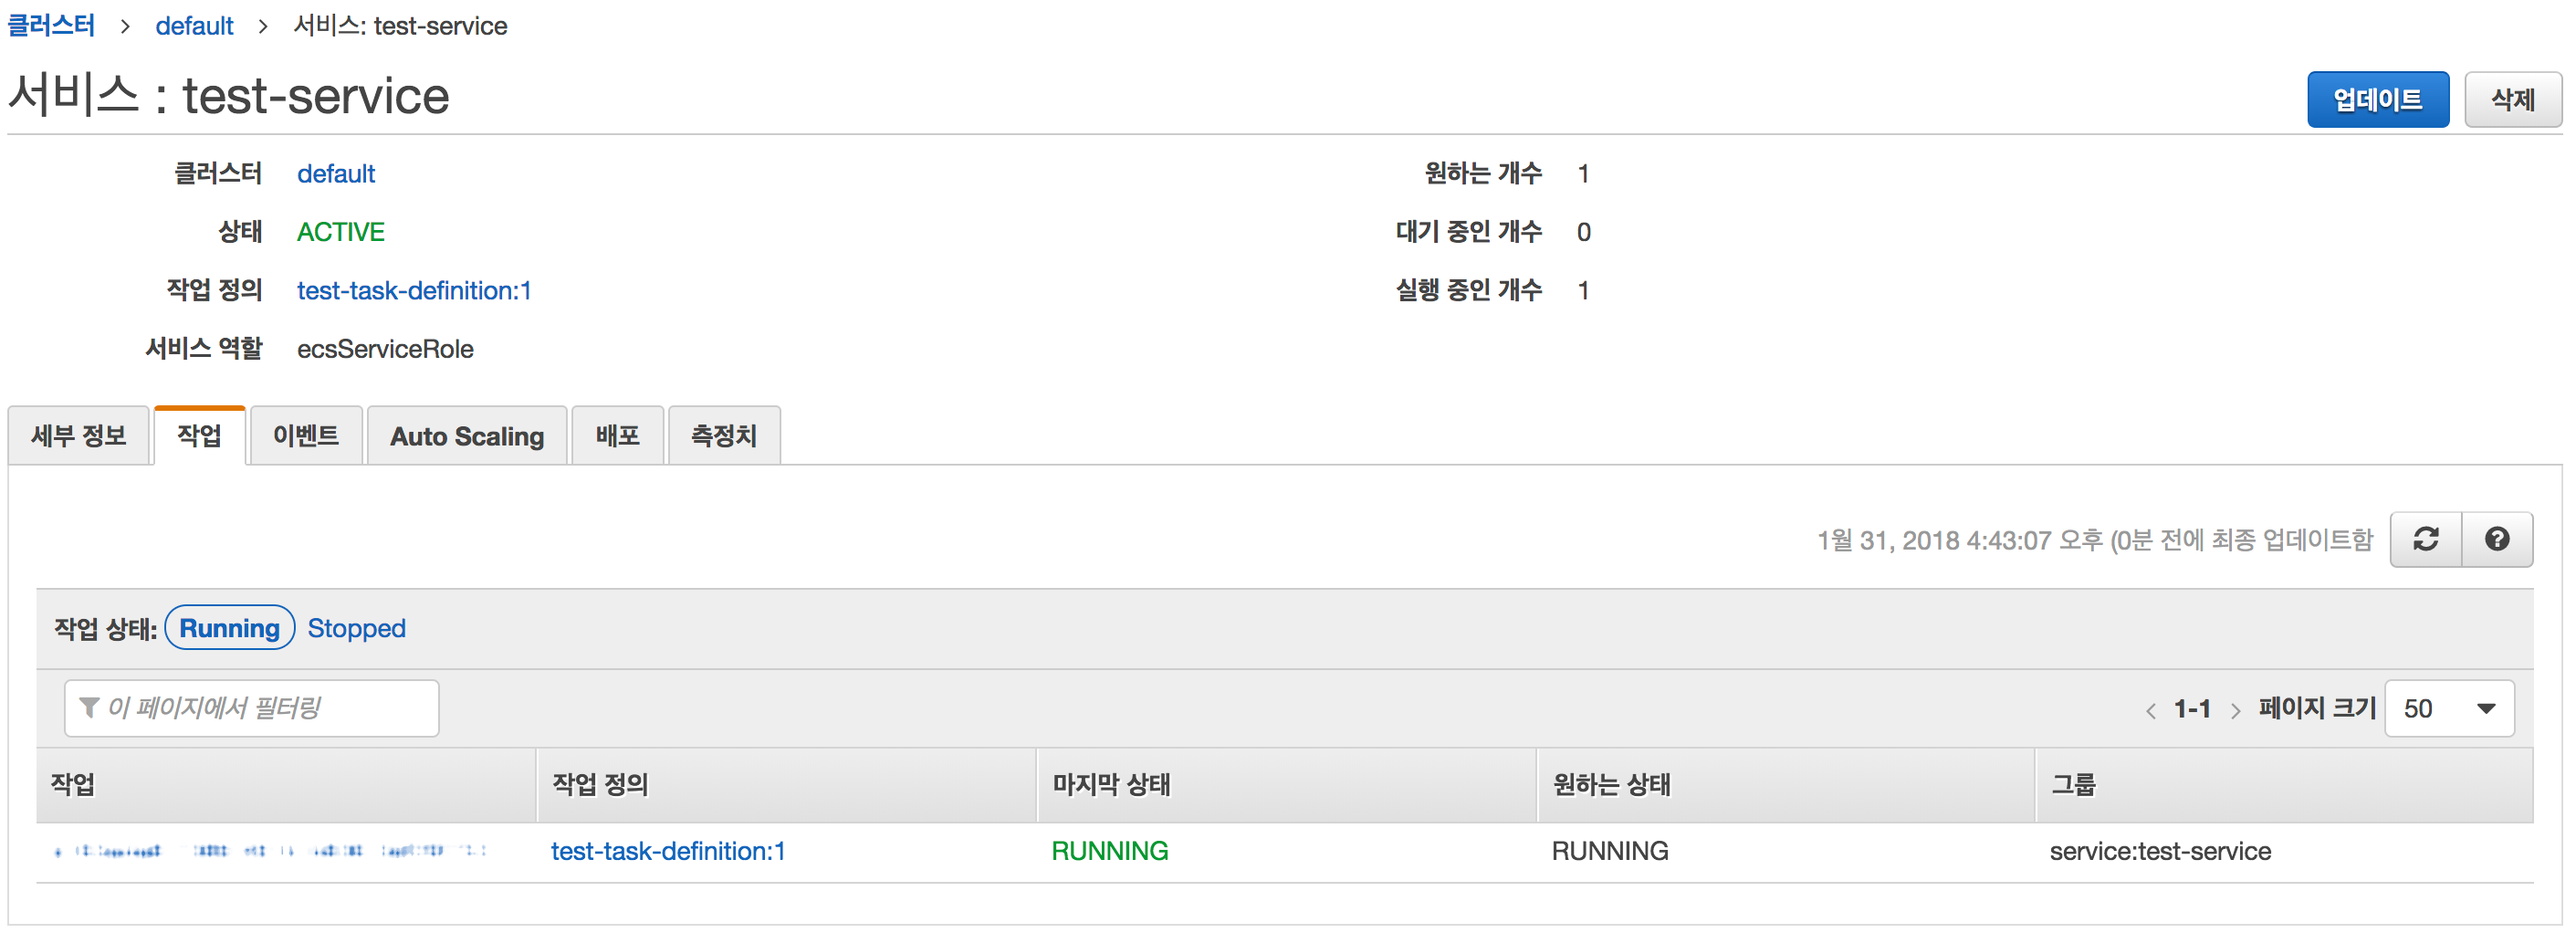 클러스터 > default > 서비스: test-service
서비스 : test-service
업데이트 삭제
클러스터 default 원하는 개수 1
상태 ACTIVE 대기 중인 개수 0
작업 정의 test-task-definition:1 실행 중인 개수 1
서비스 역할 ecsServiceRole
세부 정보 작업 이벤트 Auto Scaling 배포 측정치
1월 31, 2018 4:43:07 오후 (0분 전에 최종 업데이트함
작업 상태: Running Stopped
이 페이지에서 필터링 < 1-1 > 페이지 크기 50
작업 작업 정의 마지막 상태 원하는 상태 그룹
test-task-definition:1 RUNNING RUNNING service:test-service